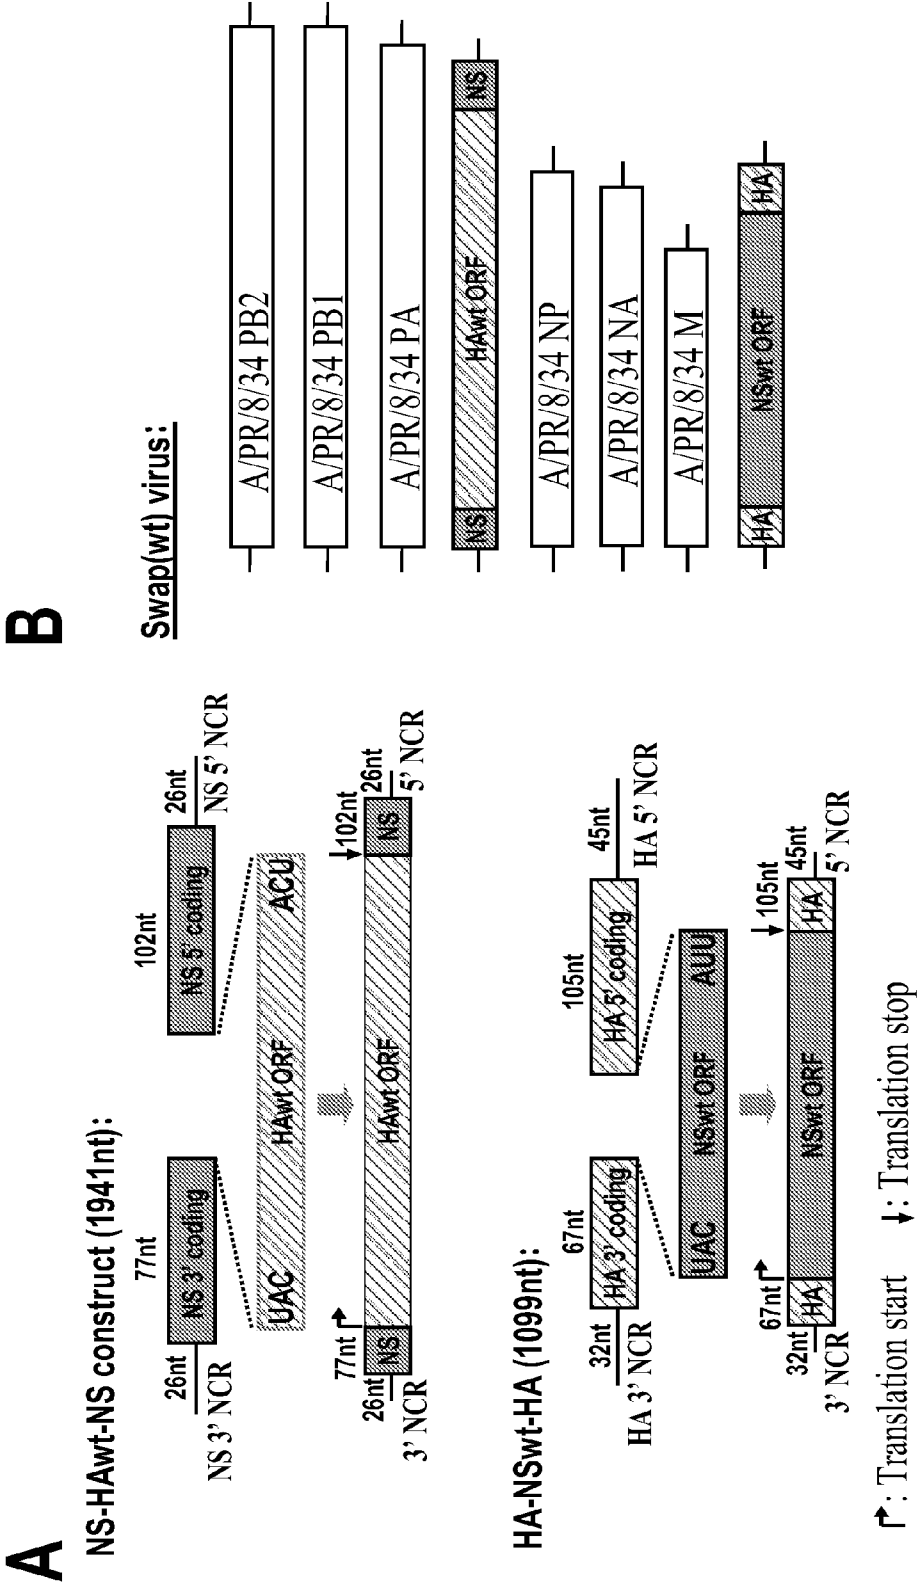 A
NS-HAwt-NS construct (1941nt):
77nt
102nt
26nt
NS 3' coding
NS 5' coding
26nt
NS 3' NCR
NS 5' NCR
UAC
HAwt ORF
ACU
77nt
102nt
26nt
NS
HAwt ORF
NS
26nt
3' NCR
5' NCR
HA-NSwt-HA (1099nt):
67nt
105nt
32nt
HA 3' coding
HA 5' coding
45nt
HA 3' NCR
HA 5' NCR
UAC
NSwt ORF
AUU
67nt
105nt
32nt
HA
NSwt ORF
HA
45nt
3' NCR
5' NCR
: Translation start
: Translation stop
B
Swap(wt) virus:
A/PR/8/34 PB2
A/PR/8/34 PB1
A/PR/8/34 PA
NS
HAwt ORF
NS
A/PR/8/34 NP
A/PR/8/34 NA
A/PR/8/34 M
HA
NSwt ORF
HA